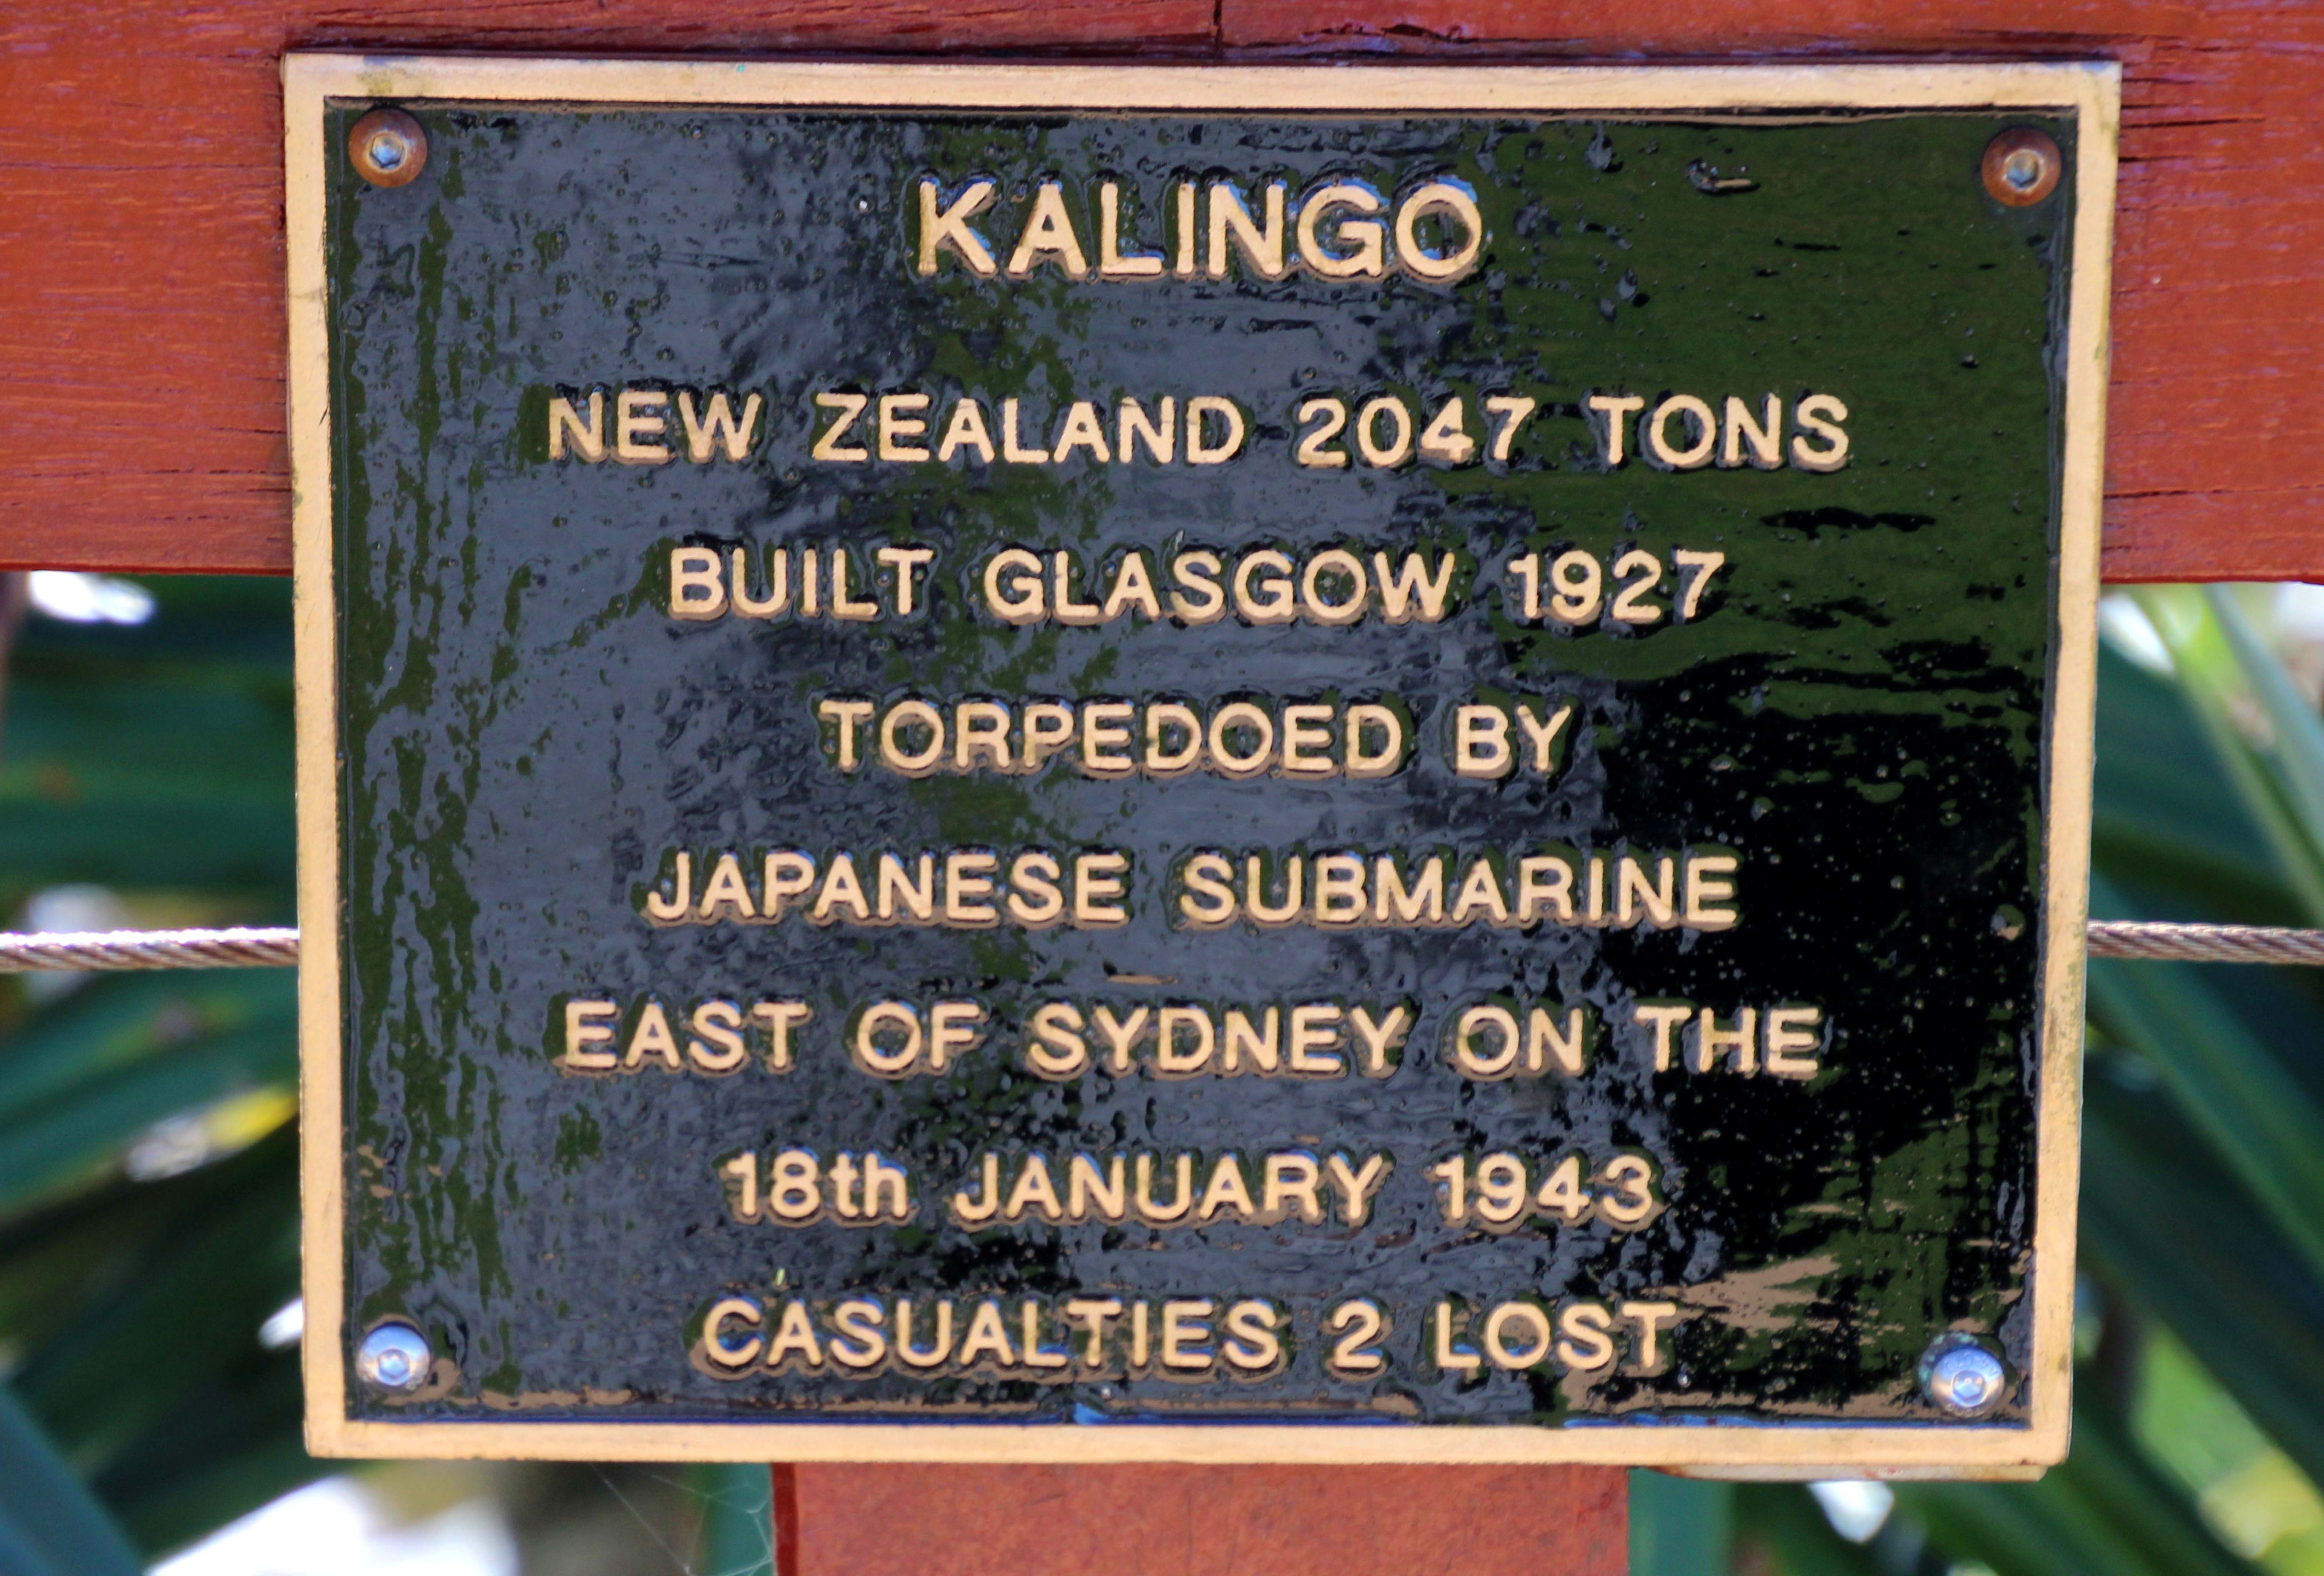 KALINGO
NEW ZEALAND 2047 TONS
BUILT GLASGOW 1927
TORPEDOED BY
JAPANESE SUBMARINE
EAST OF SYDNEY ON THE
18th JANUARY 1943
CASUALTIES 2 LOST